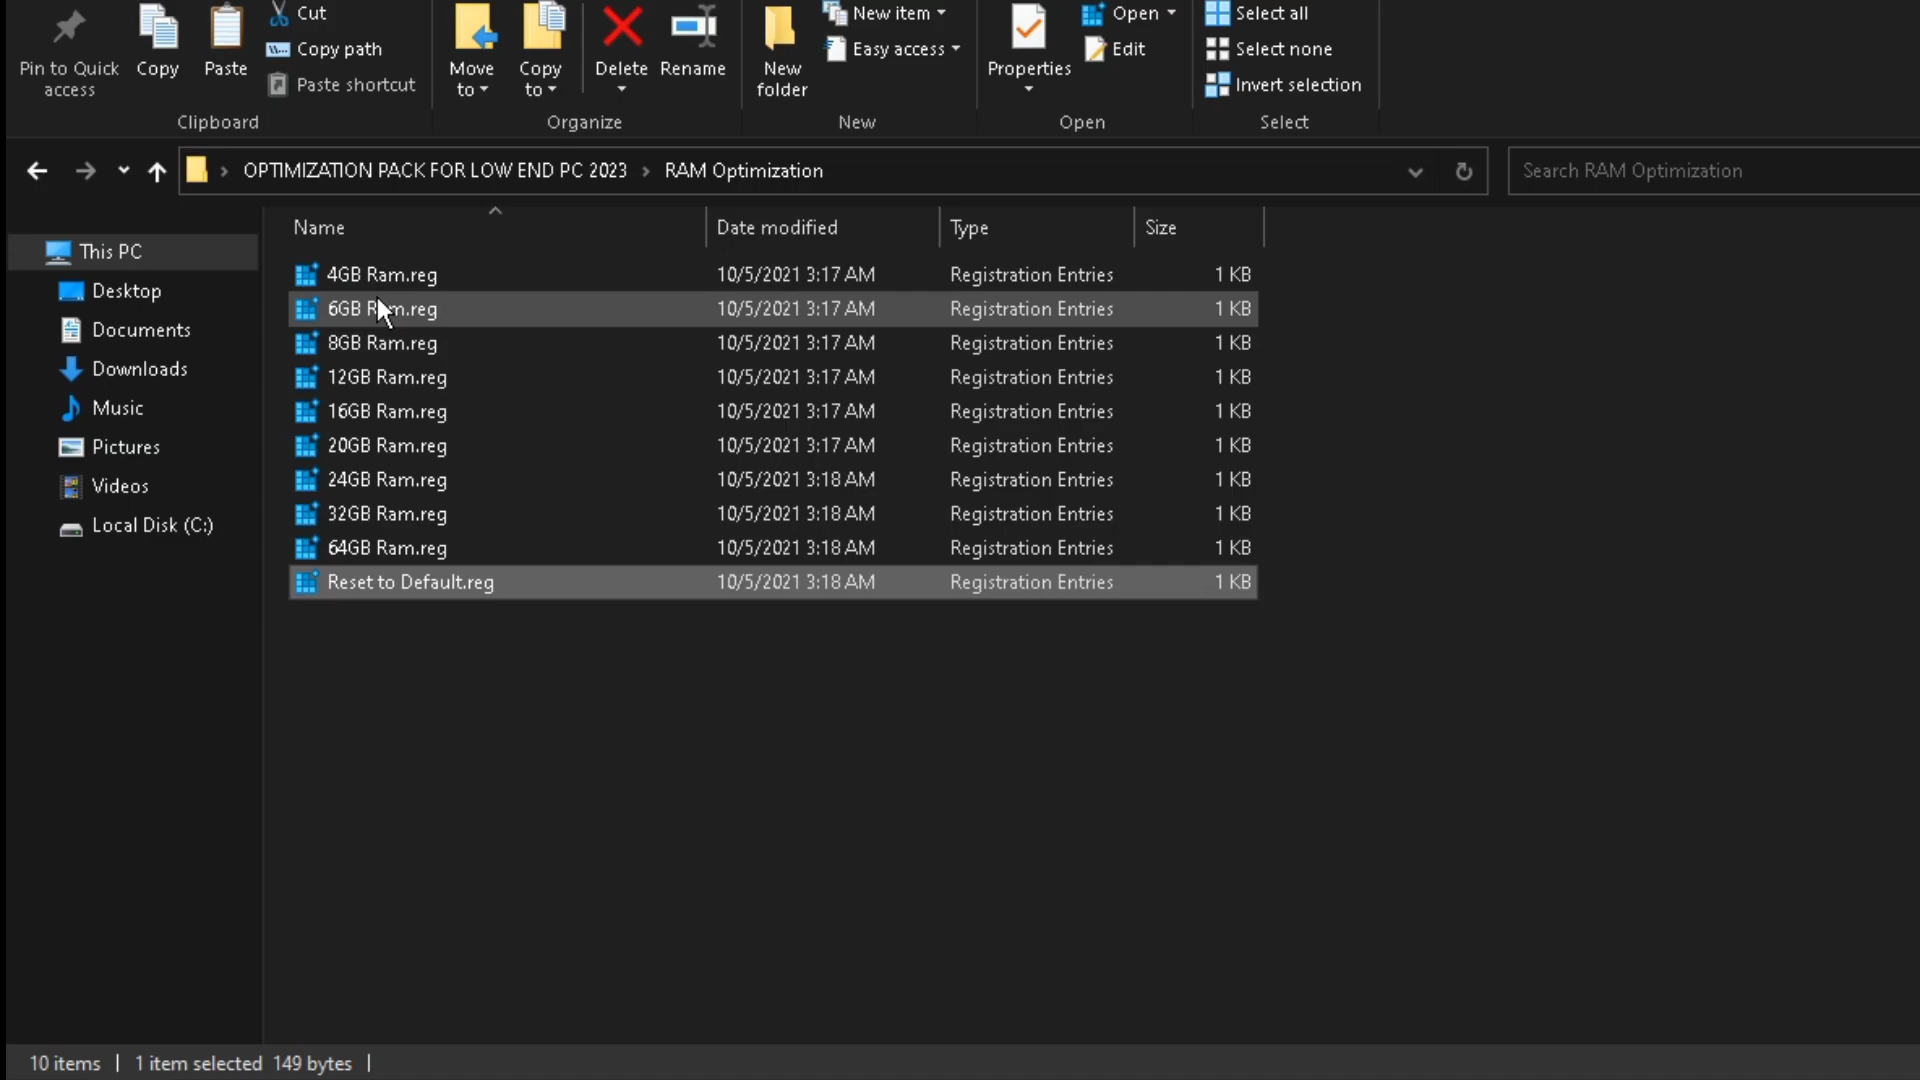 Cut
Pin to Quick access
Copy
Paste
Copy path
Paste shortcut
Clipboard
Move to
Copy to
Delete
Rename
Organize
New folder
New item
Easy access
New
Properties
Open
Edit
Open
Select all
Select none
Invert selection
Select
OPTIMIZATION PACK FOR LOW END PC 2023 › RAM Optimization
Search RAM Optimization
This PC
Desktop
Documents
Downloads
Music
Pictures
Videos
Local Disk (C:)
Name Date modified Type Size
4GB Ram.reg 10/5/2021 3:17 AM Registration Entries 1 KB
6GB Ram.reg 10/5/2021 3:17 AM Registration Entries 1 KB
8GB Ram.reg 10/5/2021 3:17 AM Registration Entries 1 KB
12GB Ram.reg 10/5/2021 3:17 AM Registration Entries 1 KB
16GB Ram.reg 10/5/2021 3:17 AM Registration Entries 1 KB
20GB Ram.reg 10/5/2021 3:17 AM Registration Entries 1 KB
24GB Ram.reg 10/5/2021 3:18 AM Registration Entries 1 KB
32GB Ram.reg 10/5/2021 3:18 AM Registration Entries 1 KB
64GB Ram.reg 10/5/2021 3:18 AM Registration Entries 1 KB
Reset to Default.reg 10/5/2021 3:18 AM Registration Entries 1 KB
10 items | 1 item selected 149 bytes |